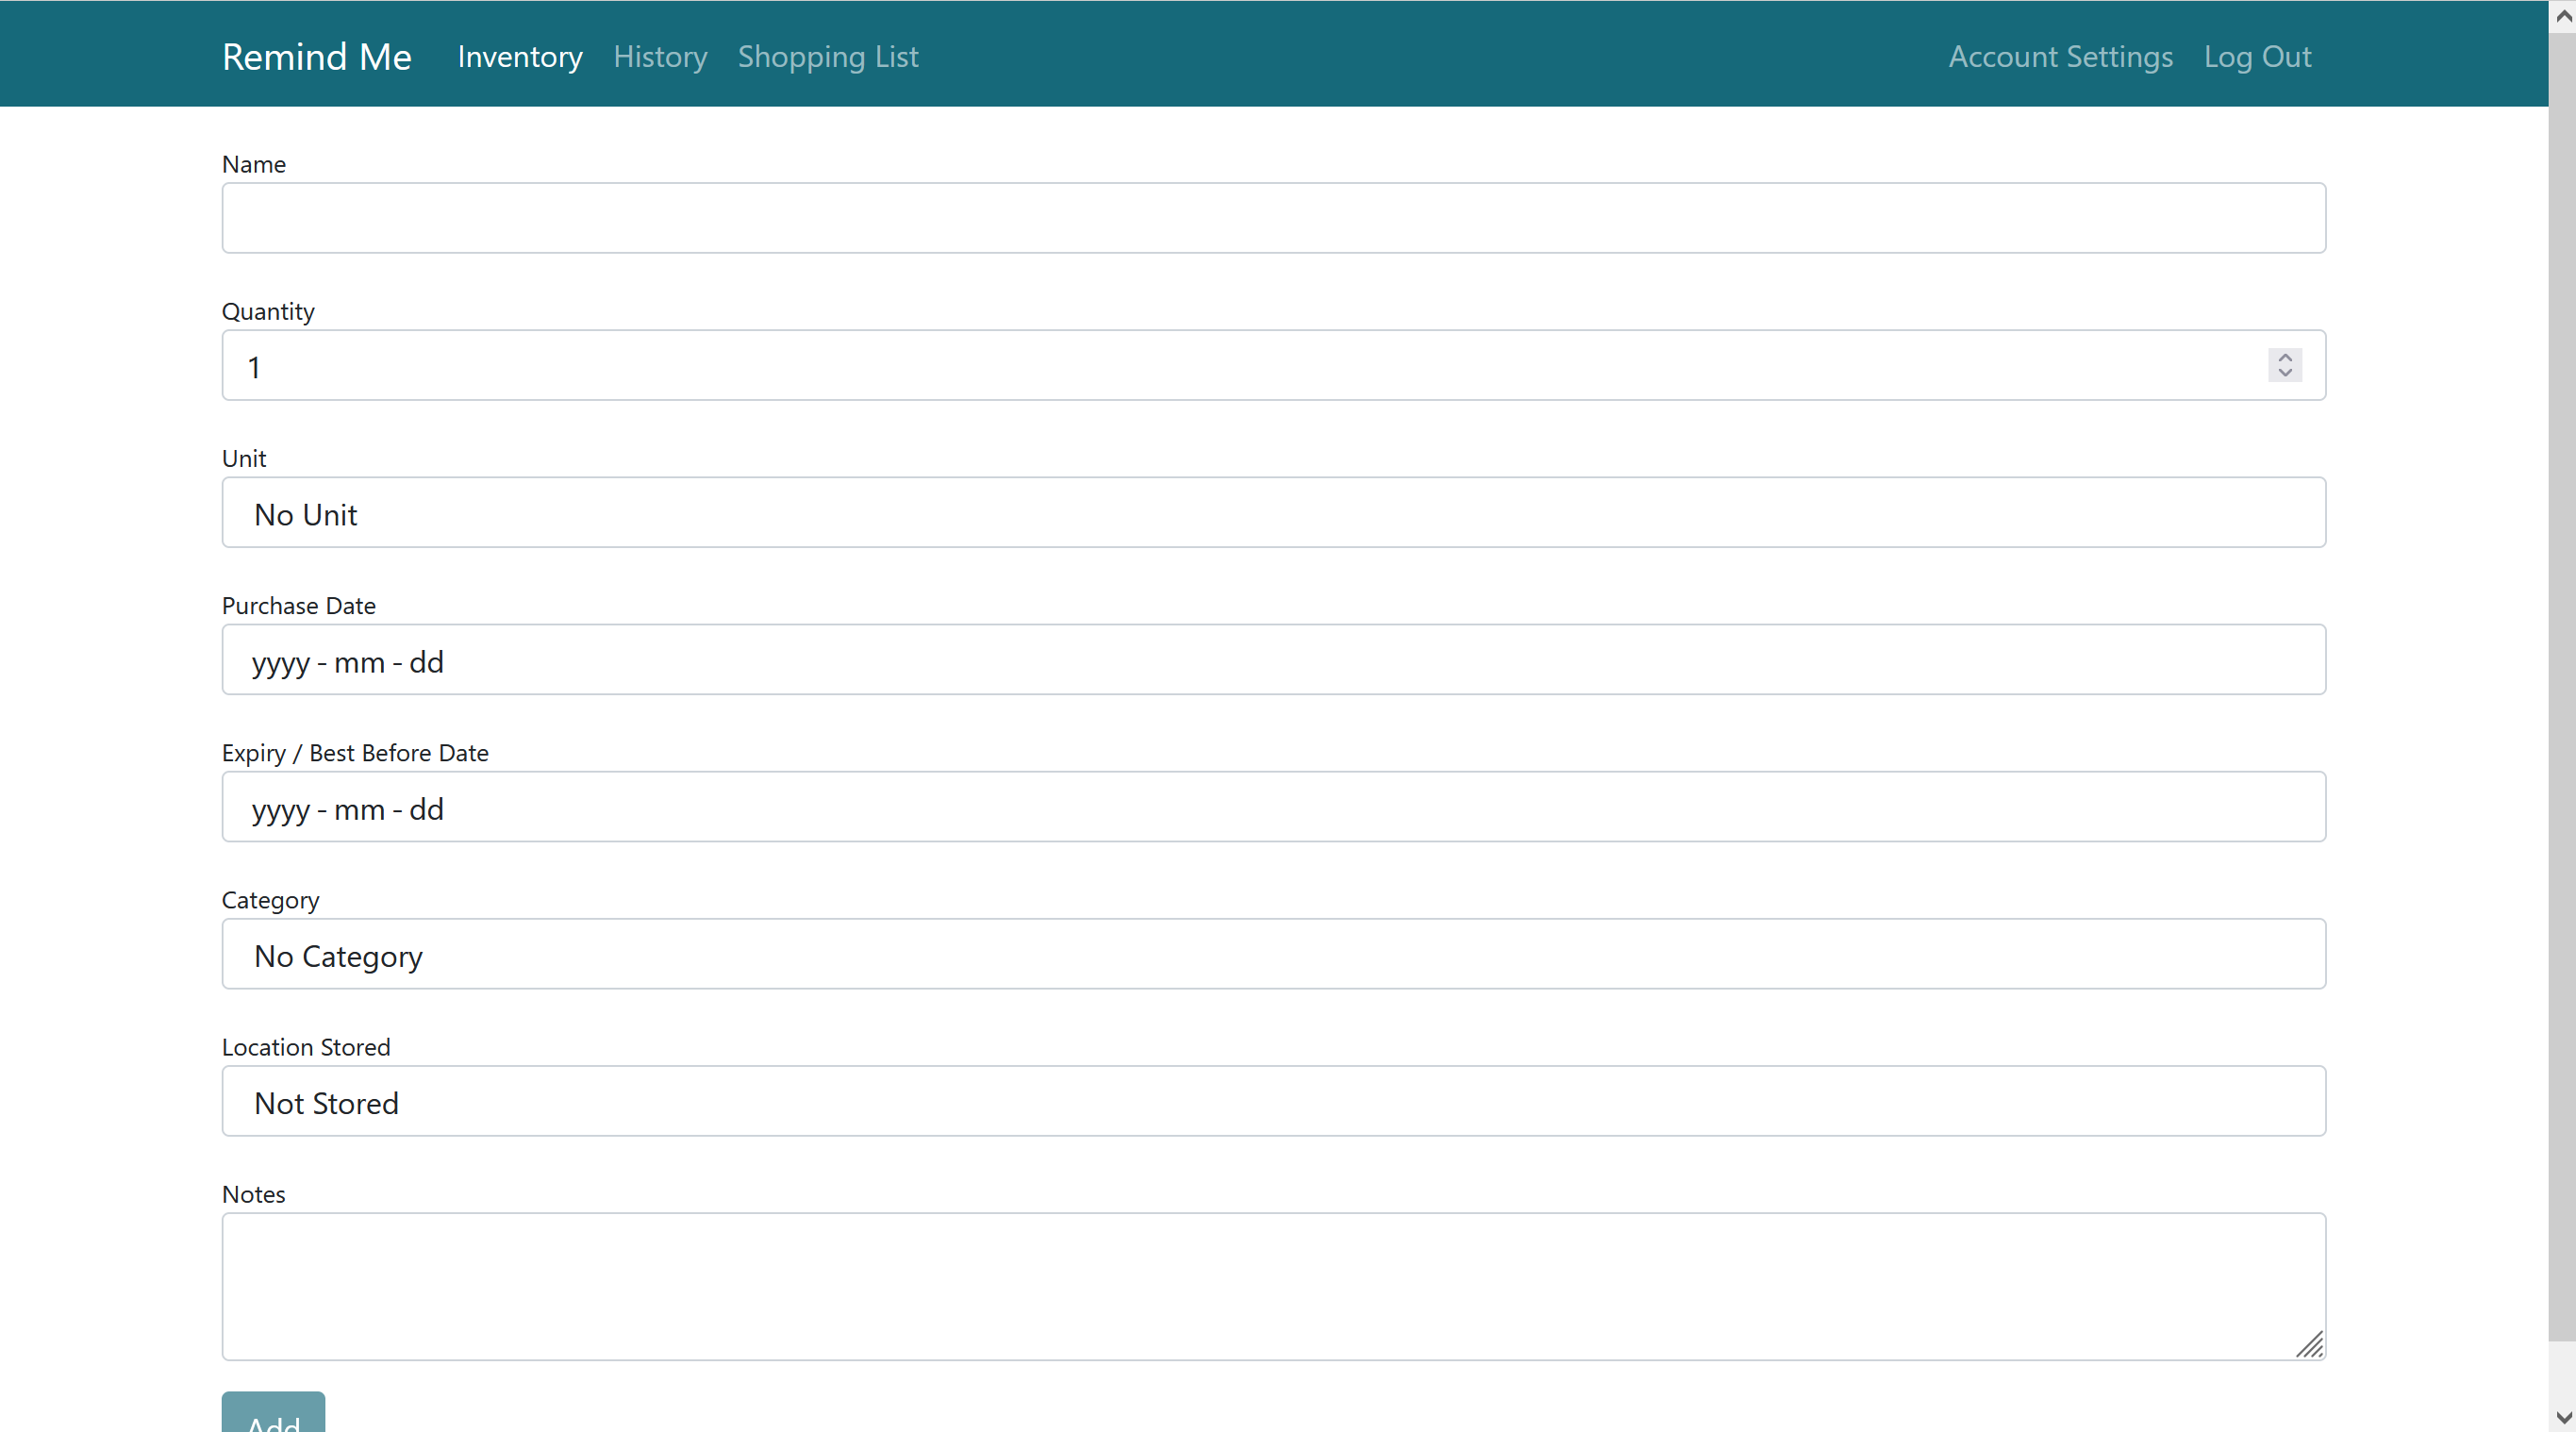 Remind Me Inventory History Shopping List Account Settings Log Out
Name
Quantity
1
Unit
No Unit
Purchase Date
yyyy - mm - dd
Expiry / Best Before Date
yyyy - mm - dd
Category
No Category
Location Stored
Not Stored
Notes
Add